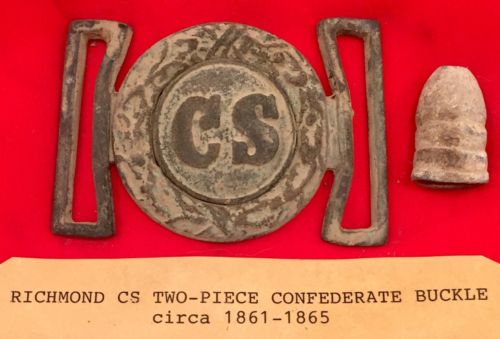 CS
RICHMOND CS TWO-PIECE CONFEDERATE BUCKLE
circa 1861-1865